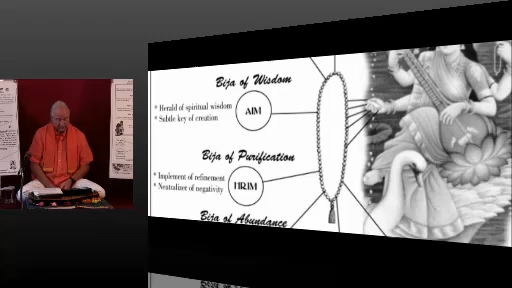 Bija of Wisdom
* Herald of spiritual wisdom
* Subtle key of creation
AIM
Bija of Purification
* Implement of refinement
* Neutralizer of negativity
HRIM
Bija of Abundance